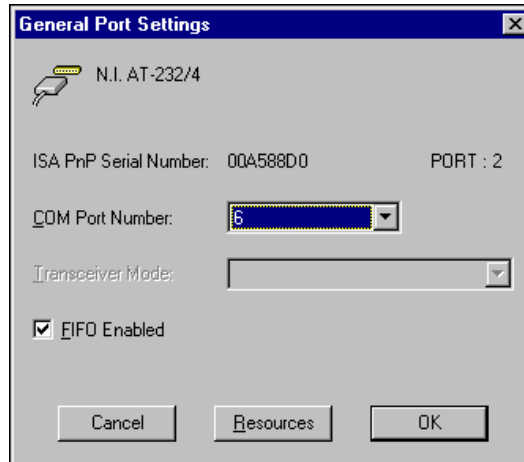 General Port Settings
N.I. AT-232/4
ISA PnP Serial Number: 00A588D0 PORT : 2
COM Port Number: 6
Transceiver Mode:
FIFO Enabled
Cancel Resources OK